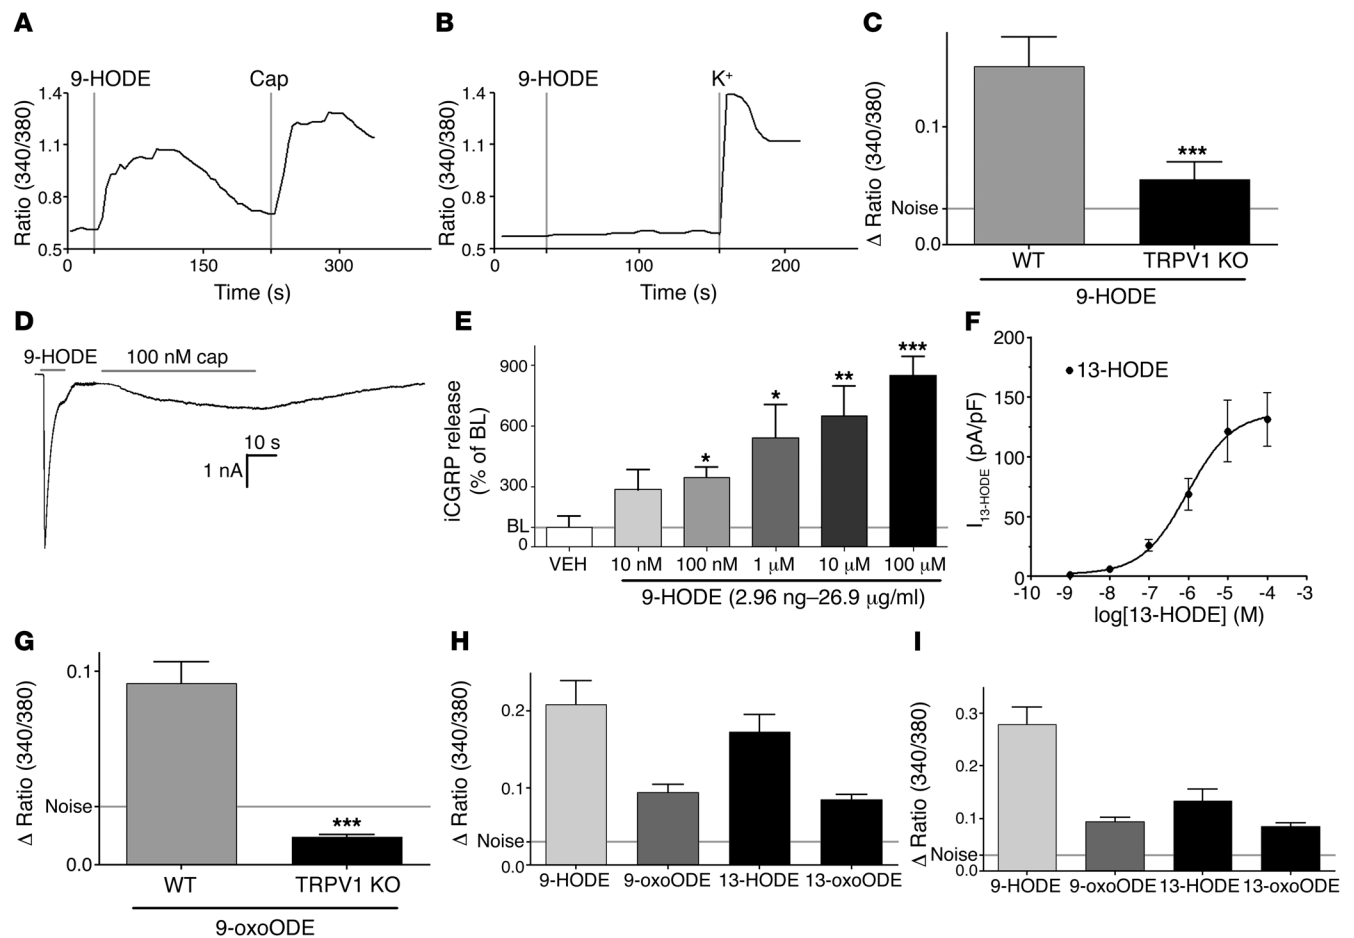 A
9-HODE
Cap
1.4
1.1
0.8
0.5
Ratio (340/380)
0
150
300
Time (s)
B
9-HODE
K+
1.4
1.1
0.8
0.5
Ratio (340/380)
0
100
200
Time (s)
C
Δ Ratio (340/380)
0.1
Noise
0.0
***
WT
TRPV1 KO
9-HODE
D
9-HODE
100 nM cap
10 s
1 nA
E
iCGRP release
(% of BL)
900
600
300
BL
0
*
*
**
***
VEH
10 nM
100 nM
1 µM
10 µM
100 µM
9-HODE (2.96 ng–26.9 µg/ml)
F
200
150
100
50
0
I13-HODE (pA/pF)
13-HODE
-10
-9
-8
-7
-6
-5
-4
-3
log[13-HODE] (M)
G
Δ Ratio (340/380)
0.1
Noise
0.0
***
WT
TRPV1 KO
9-oxoODE
H
Δ Ratio (340/380)
0.2
0.1
Noise
0.0
9-HODE
9-oxoODE
13-HODE
13-oxoODE
I
Δ Ratio (340/380)
0.3
0.2
0.1
Noise
0.0
9-HODE
9-oxoODE
13-HODE
13-oxoODE